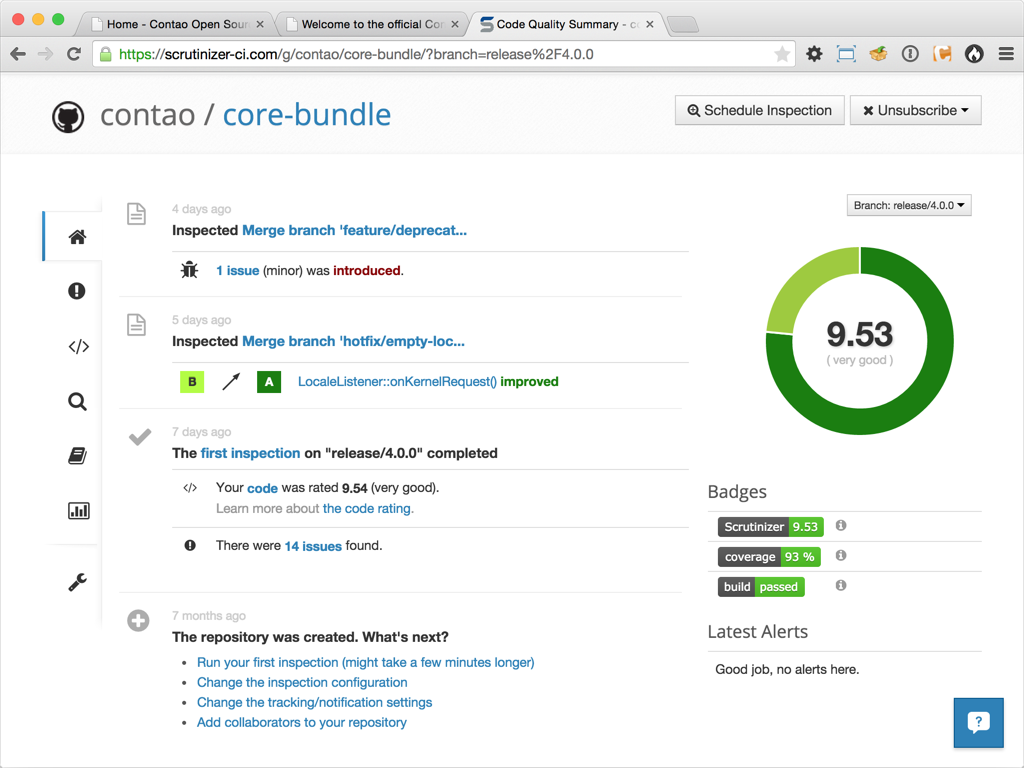 Home - Contao Open Sour
Welcome to the official Con
Code Quality Summary - co
https://scrutinizer-ci.com/g/contao/core-bundle/?branch=release%2F4.0.0
contao / core-bundle
Schedule Inspection
Unsubscribe
Branch: release/4.0.0
4 days ago
Inspected Merge branch 'feature/deprecat...
1 issue (minor) was introduced.
5 days ago
Inspected Merge branch 'hotfix/empty-loc...
B A LocaleListener::onKernelRequest() improved
9.53
( very good )
7 days ago
The first inspection on "release/4.0.0" completed
</> Your code was rated 9.54 (very good).
Learn more about the code rating.
There were 14 issues found.
7 months ago
The repository was created. What's next?
• Run your first inspection (might take a few minutes longer)
• Change the inspection configuration
• Change the tracking/notification settings
• Add collaborators to your repository
Badges
Scrutinizer 9.53
coverage 93 %
build passed
Latest Alerts
Good job, no alerts here.